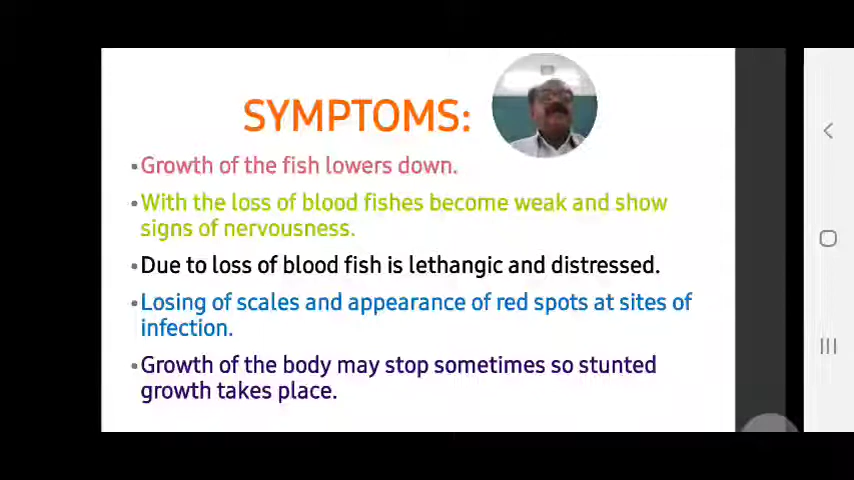 SYMPTOMS:
•Growth of the fish lowers down.
•With the loss of blood fishes become weak and show
signs of nervousness.
•Due to loss of blood fish is lethangic and distressed.
•Losing of scales and appearance of red spots at sites of
infection.
•Growth of the body may stop sometimes so stunted
growth takes place.